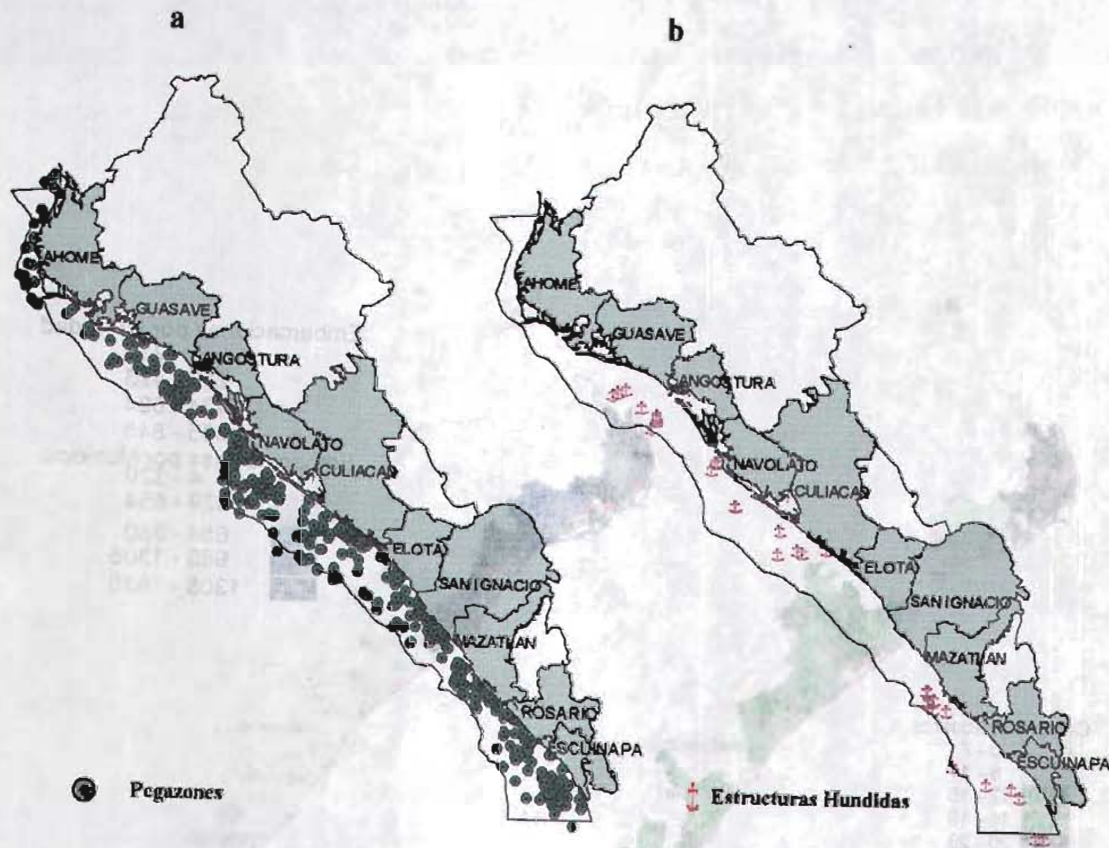 a
AHOME
GUASAVE
ANGOSTURA
NAVOLATO
CULIACAN
ELOTA
SAN IGNACIO
MAZATLAN
ROSARIO
ESCUINAPA
Pegazones
b
AHOME
GUASAVE
ANGOSTURA
NAVOLATO
CULIACAN
ELOTA
SAN IGNACIO
MAZATLAN
ROSARIO
ESCUINAPA
Estructuras Hundidas